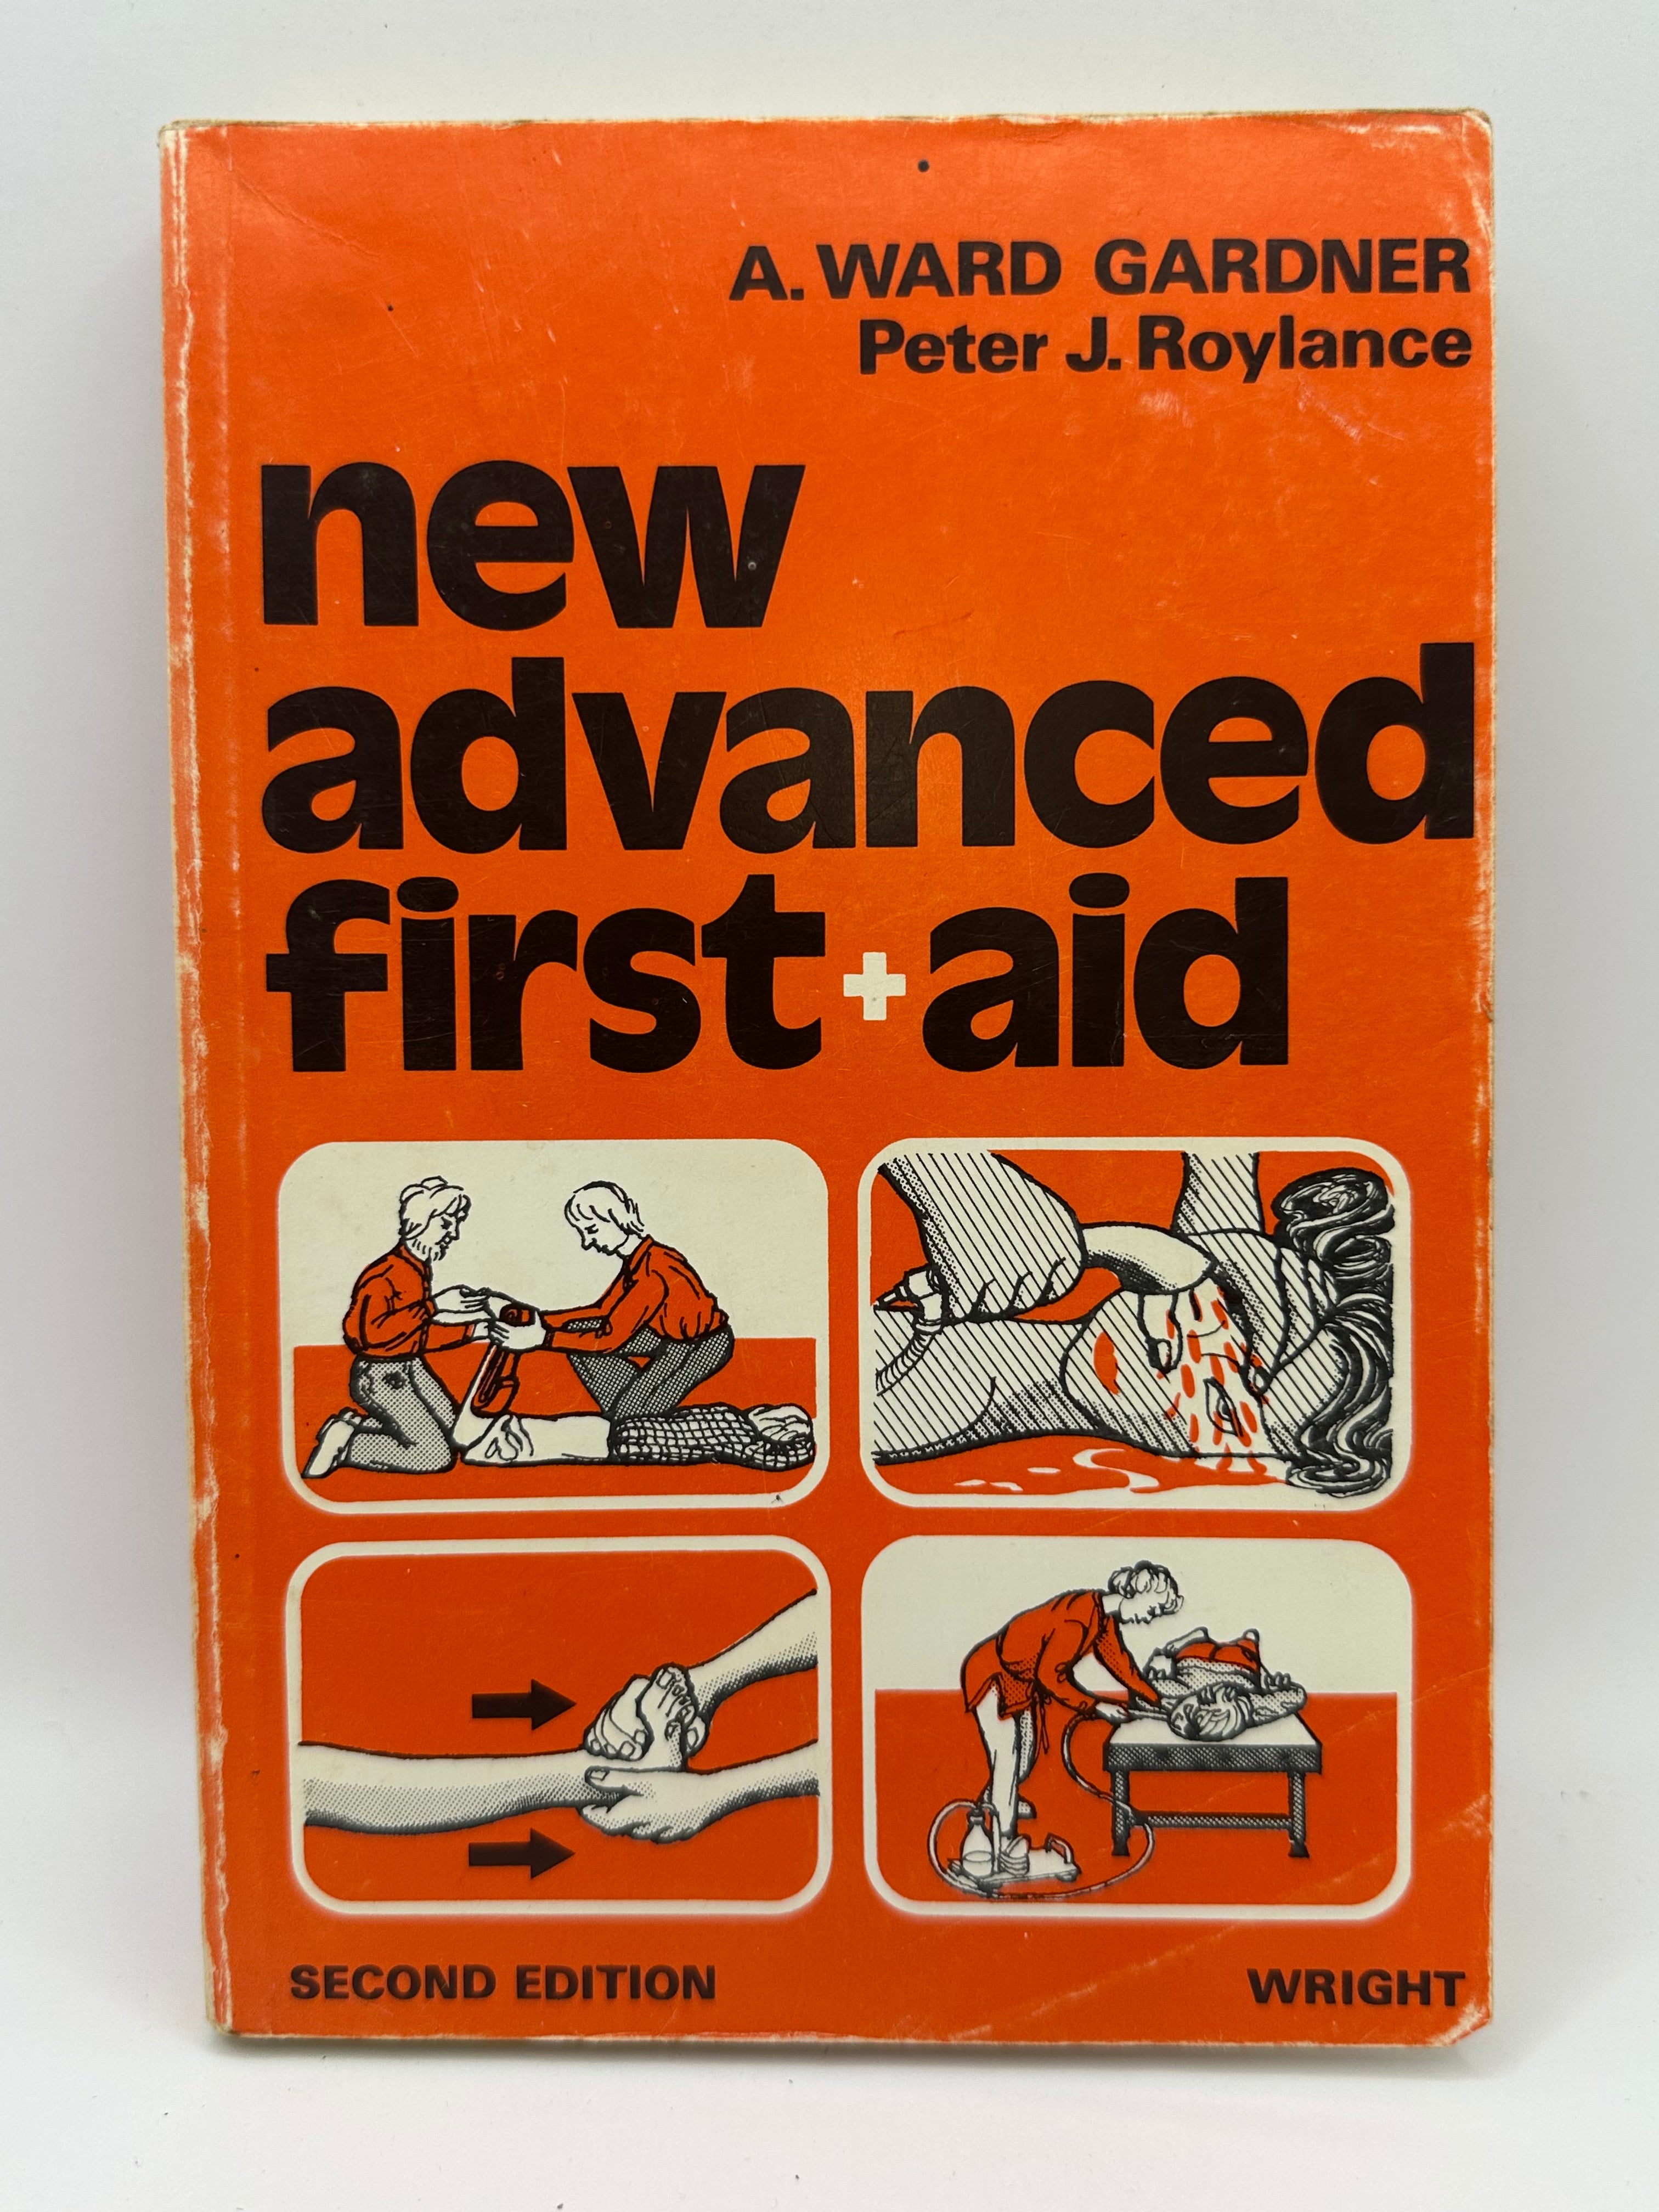 A. WARD GARDNER
Peter J. Roylance
new
advanced
first+aid
SECOND EDITION
WRIGHT